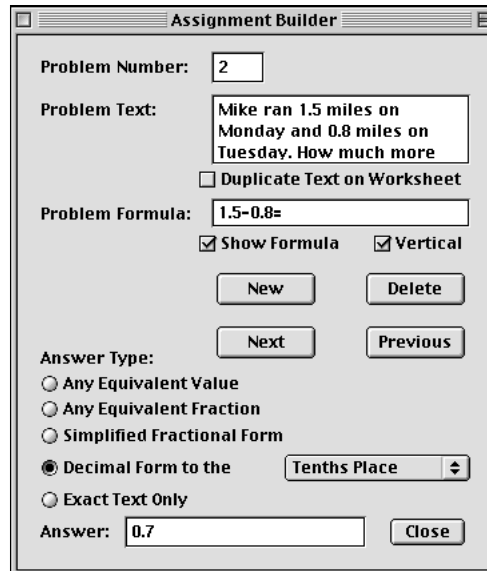 Assignment Builder
Problem Number: 2
Problem Text: Mike ran 1.5 miles on
Monday and 0.8 miles on
Tuesday. How much more
Duplicate Text on Worksheet
Problem Formula: 1.5-0.8=
Show Formula Vertical
New Delete
Next Previous
Answer Type:
Any Equivalent Value
Any Equivalent Fraction
Simplified Fractional Form
Decimal Form to the Tenths Place
Exact Text Only
Answer: 0.7 Close